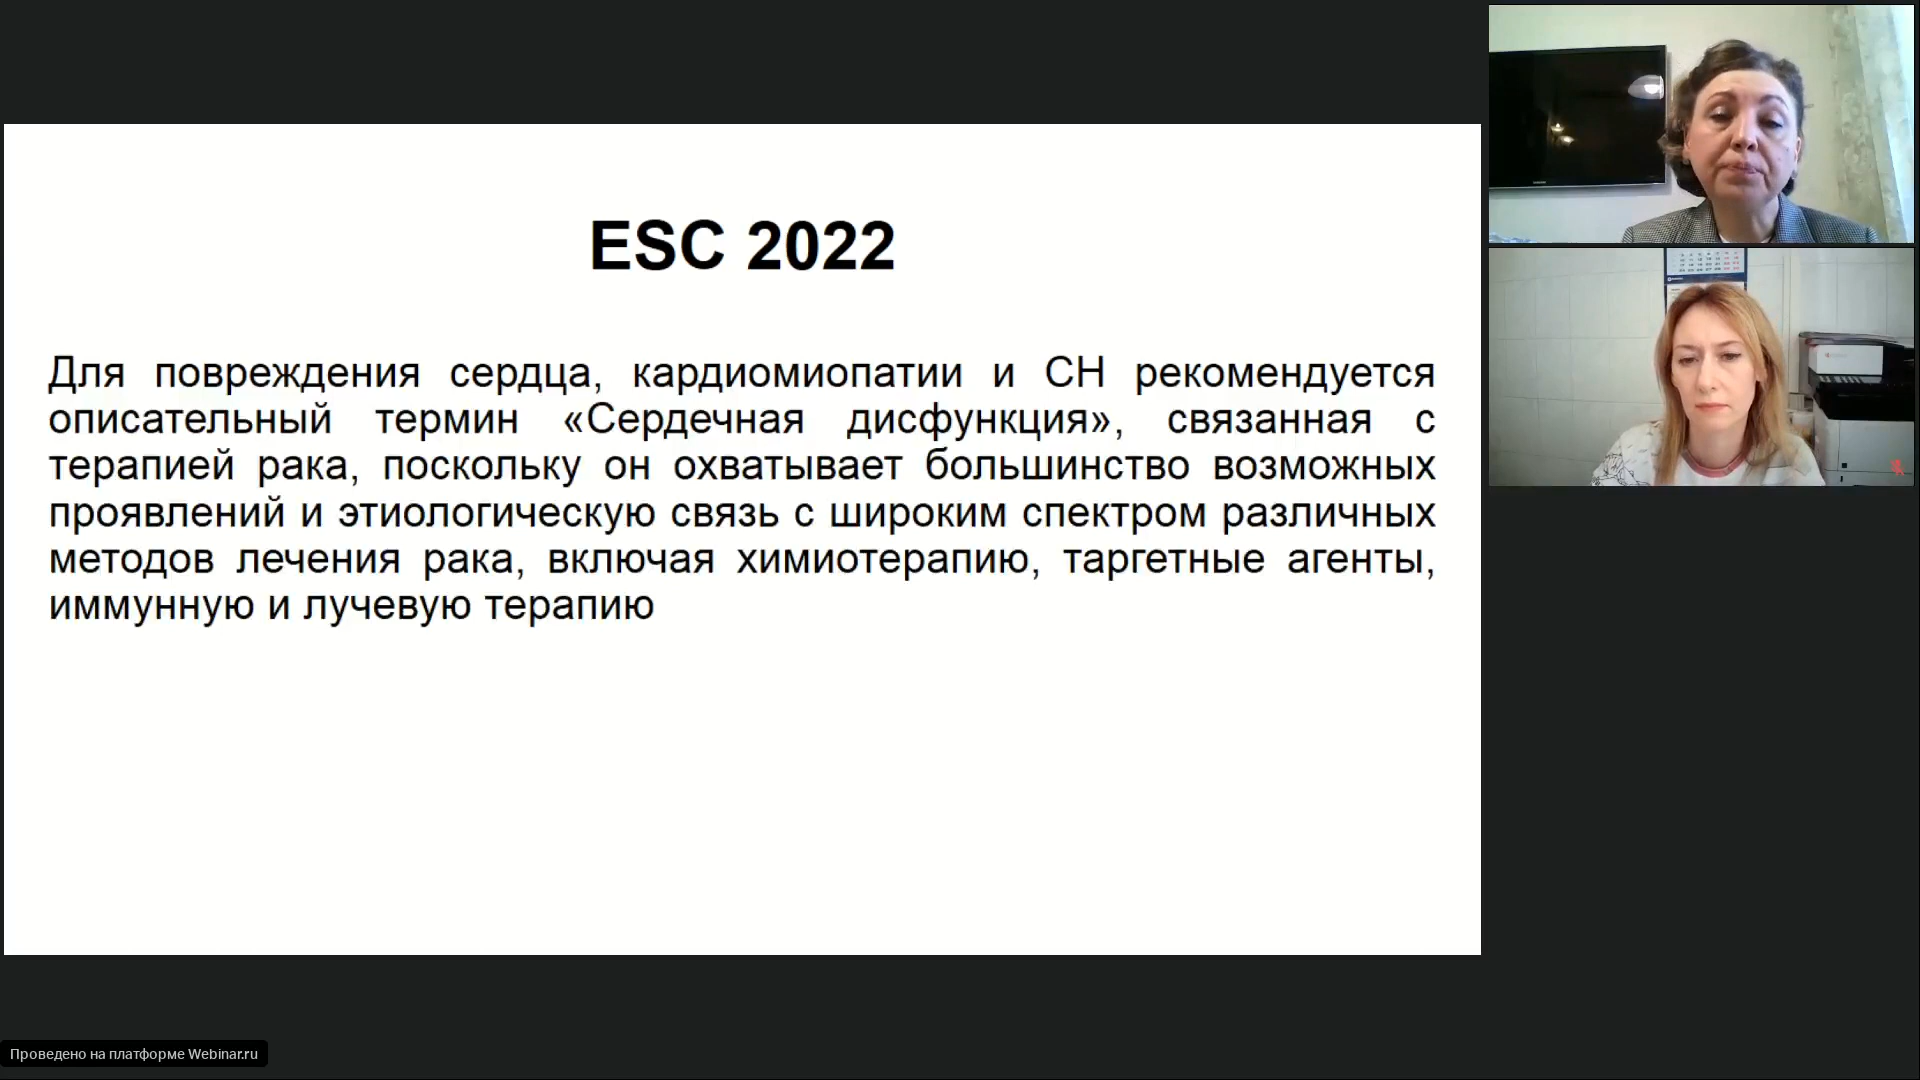 ESC 2022
Для повреждения сердца, кардиомиопатии и СН рекомендуется
описательный термин «Сердечная дисфункция», связанная с
терапией рака, поскольку он охватывает большинство возможных
проявлений и этиологическую связь с широким спектром различных
методов лечения рака, включая химиотерапию, таргетные агенты,
иммунную и лучевую терапию
Проведено на платформе Webinar.ru